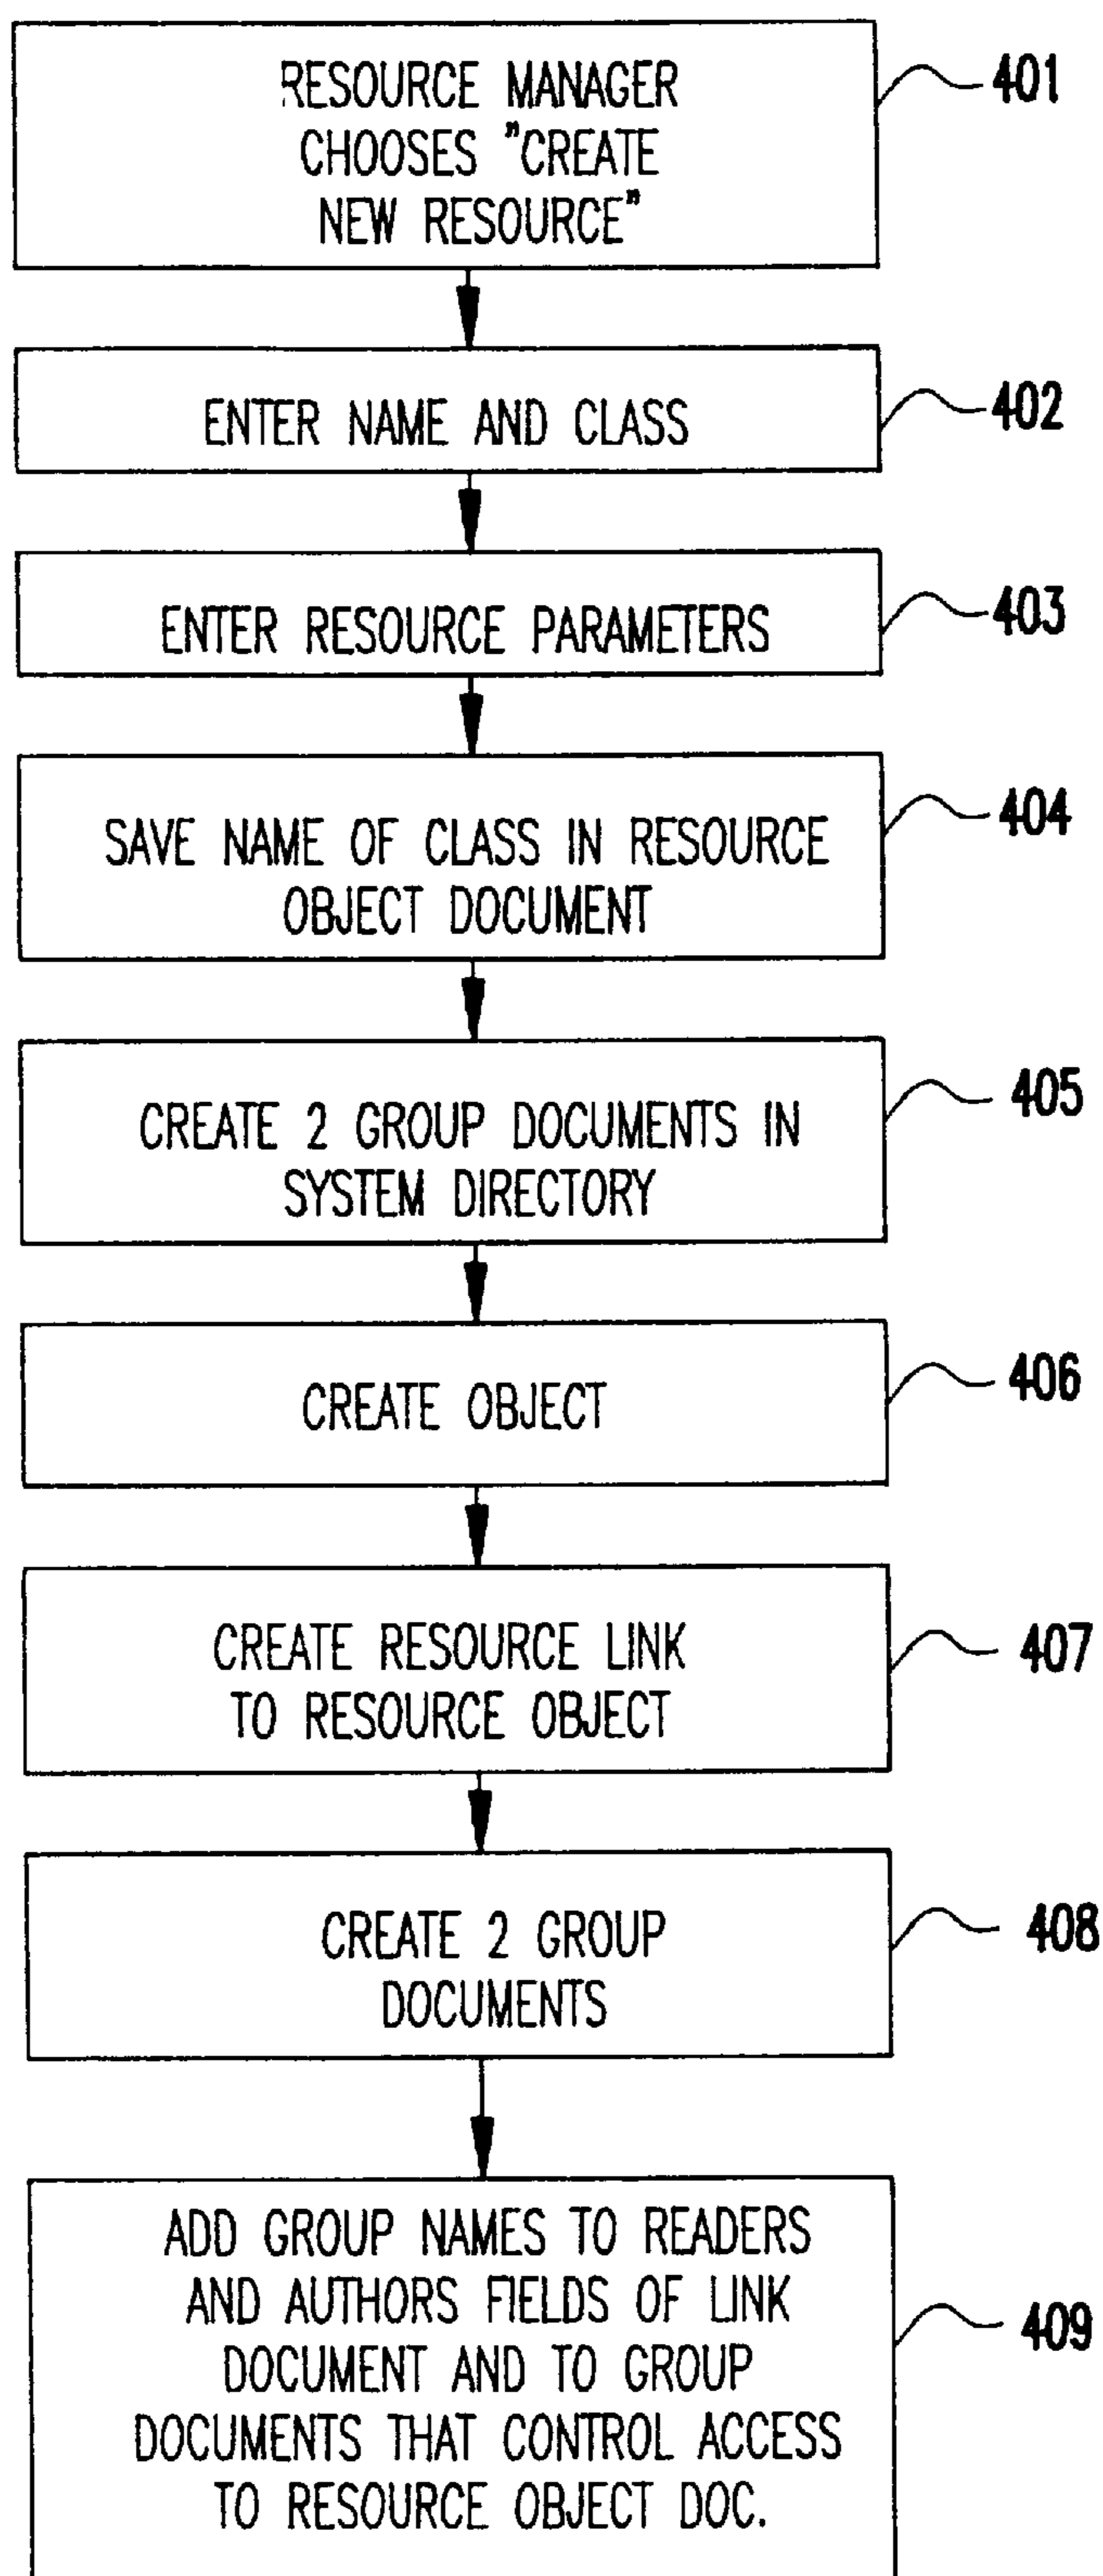 RESOURCE MANAGER
CHOOSES "CREATE
NEW RESOURCE"
401
ENTER NAME AND CLASS
402
ENTER RESOURCE PARAMETERS
403
SAVE NAME OF CLASS IN RESOURCE
OBJECT DOCUMENT
404
CREATE 2 GROUP DOCUMENTS IN
SYSTEM DIRECTORY
405
CREATE OBJECT
406
CREATE RESOURCE LINK
TO RESOURCE OBJECT
407
CREATE 2 GROUP
DOCUMENTS
408
ADD GROUP NAMES TO READERS
AND AUTHORS FIELDS OF LINK
DOCUMENT AND TO GROUP
DOCUMENTS THAT CONTROL ACCESS
TO RESOURCE OBJECT DOC.
409